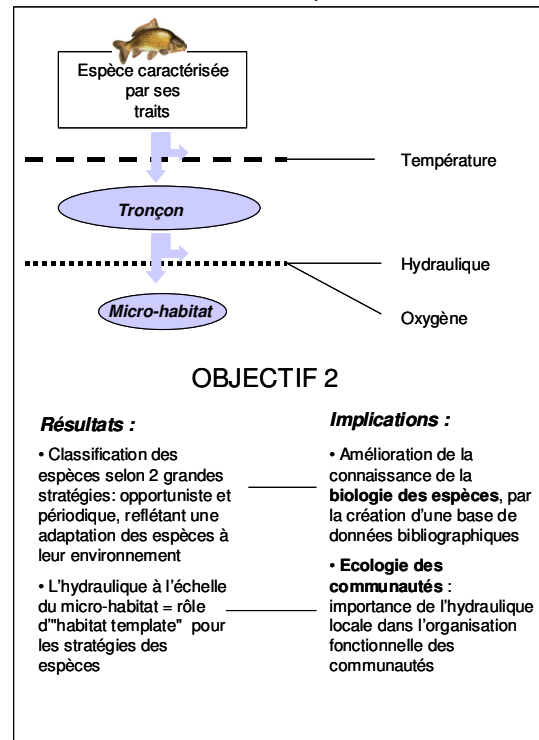 Espèce caractérisée
par ses
traits
Température
Tronçon
Hydraulique
Micro-habitat
Oxygène
OBJECTIF 2
Résultats :
• Classification des
espèces selon 2 grandes
stratégies: opportuniste et
périodique, reflétant une
adaptation des espèces à
leur environnement
• L'hydraulique à l'échelle
du micro-habitat = rôle
d'"habitat template" pour
les stratégies des
espèces
Implications :
• Amélioration de la
connaissance de la
biologie des espèces, par
la création d'une base de
données bibliographiques
• Ecologie des
communautés :
importance de l'hydraulique
locale dans l'organisation
fonctionnelle des
communautés